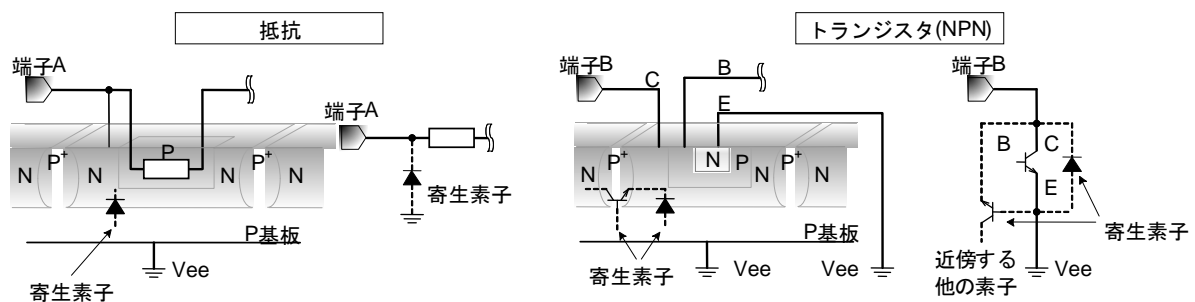 抵抗
トランジスタ(NPN)
端子A
端子A
P
N P⁺ N N P⁺ N
寄生素子
P基板
寄生素子
Vee
端子B
C
B
E
N P⁺ N N P N P⁺ N
P基板
寄生素子
Vee
Vee
端子B
B
C
E
寄生素子
近傍する
他の素子
Vee